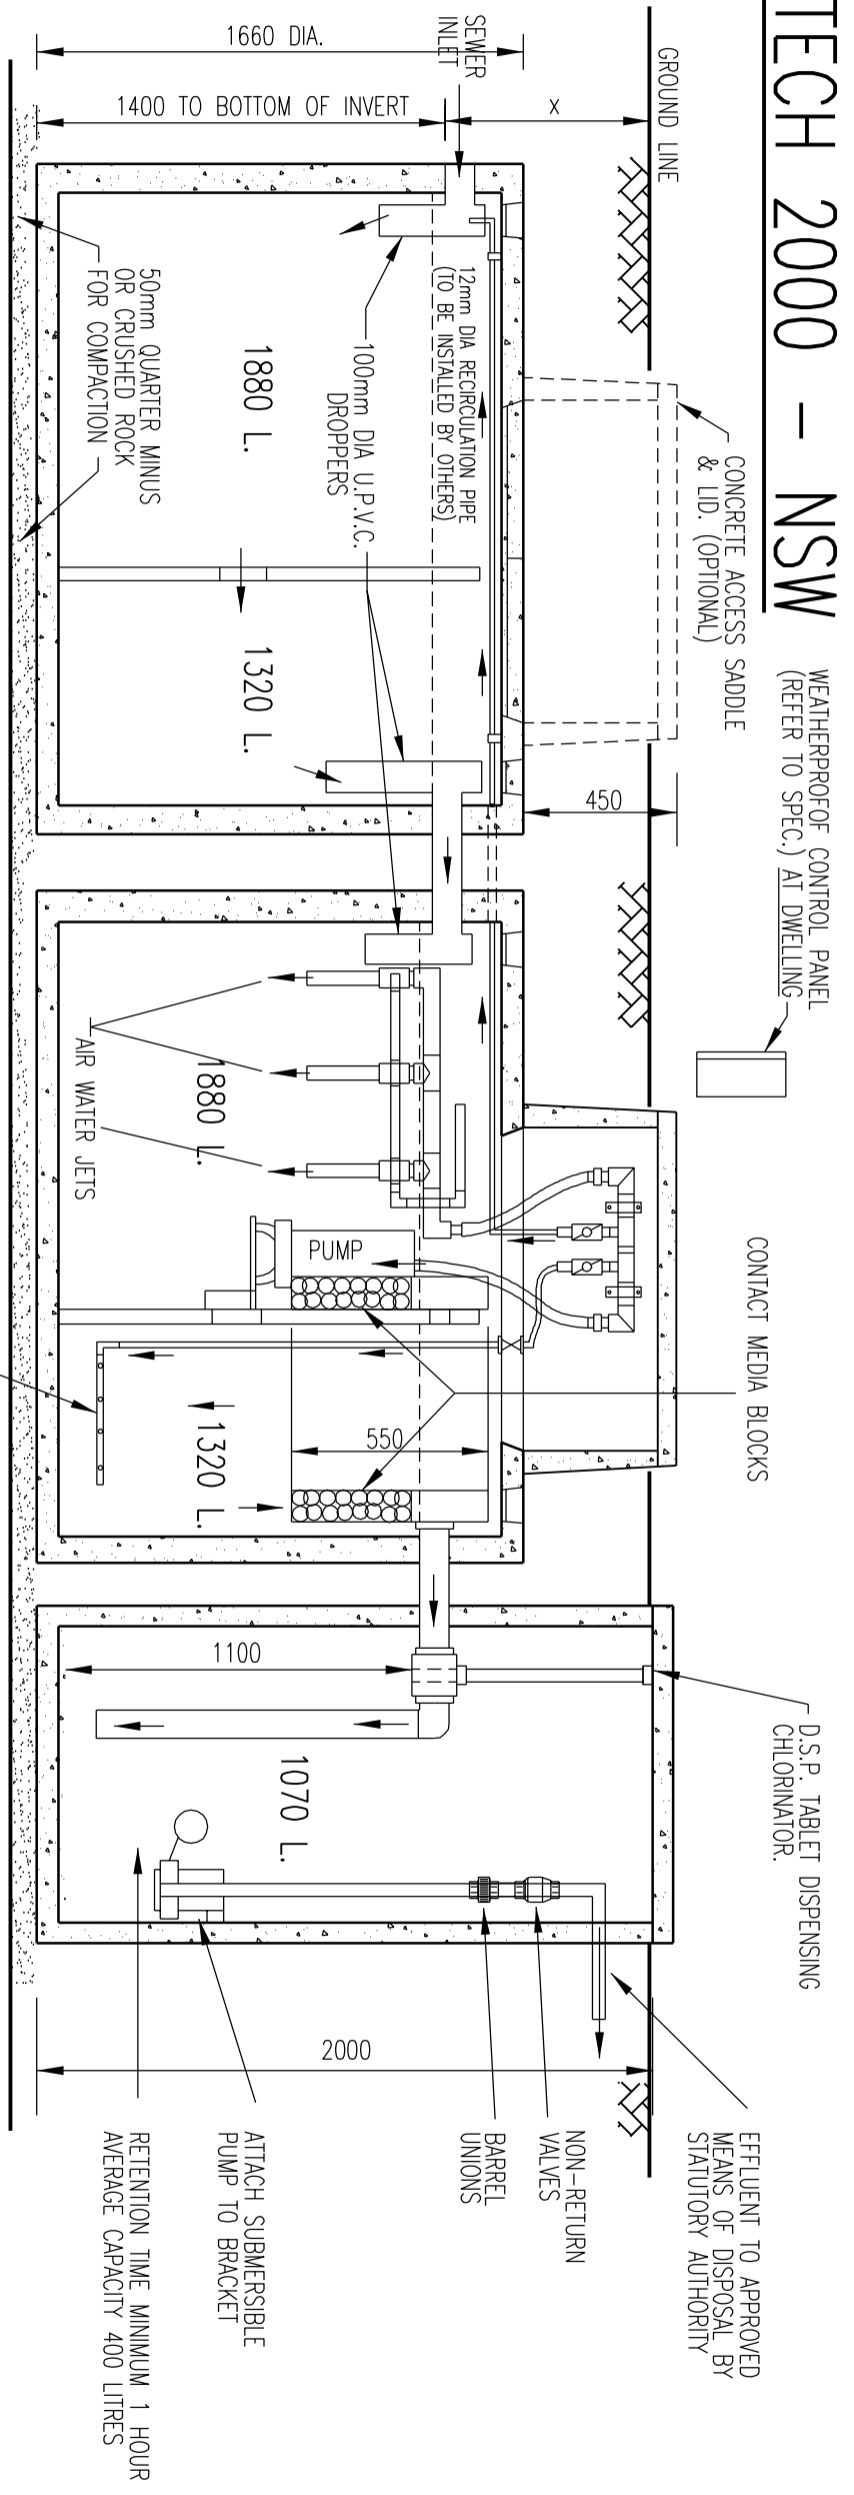 TECH 2000 - NSW
WEATHERPROFOF CONTROL PANEL
(REFER TO SPEC.) AT DWELLING
CONCRETE ACCESS SADDLE
& LID. (OPTIONAL)
CONTACT MEDIA BLOCKS
D.S.P. TABLET DISPENSING
CHLORINATOR.
EFFLUENT TO APPROVED
MEANS OF DISPOSAL BY
STATUTORY AUTHORITY
GROUND LINE
SEWER
INLET
X
450
1660 DIA.
1400 TO BOTTOM OF INVERT
12mm DIA RECIRCULATION PIPE
(TO BE INSTALLED BY OTHERS)
100mm DIA U.P.V.C.
DROPPERS
1880 L.
1320 L.
50mm QUARTER MINUS
OR CRUSHED ROCK
FOR COMPACTION
PUMP
1880 L.
AIR WATER JETS
550
1320 L.
1100
1070 L.
2000
NON-RETURN
VALVES
BARREL
UNIONS
ATTACH SUBMERSIBLE
PUMP TO BRACKET
RETENTION TIME MINIMUM 1 HOUR
AVERAGE CAPACITY 400 LITRES